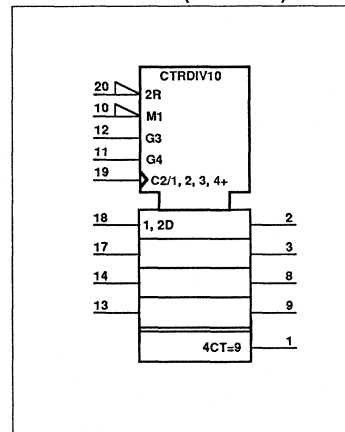 CTRDIV10
20 2R
10 M1
12 G3
11 G4
19 C2/1, 2, 3, 4+
18 1, 2D 2
17 3
14 8
13 9
4CT=9 1